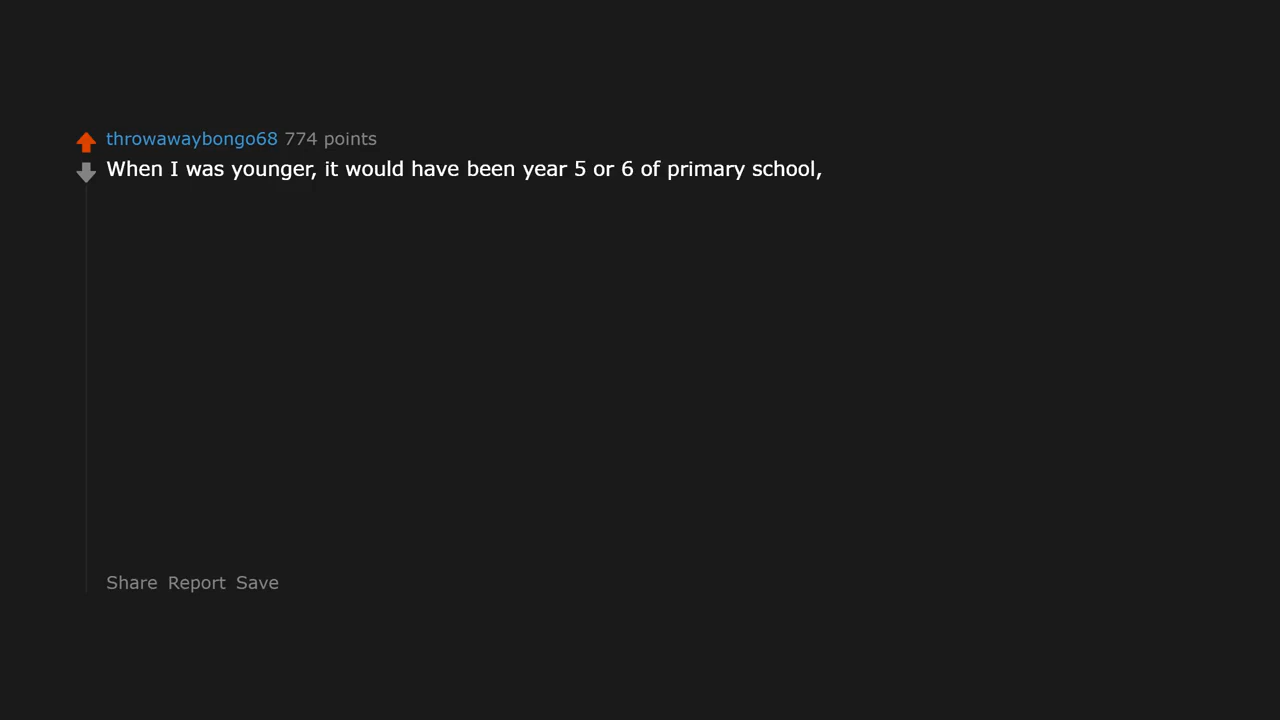 throwawaybongo68 774 points
When I was younger, it would have been year 5 or 6 of primary school,
Share Report Save